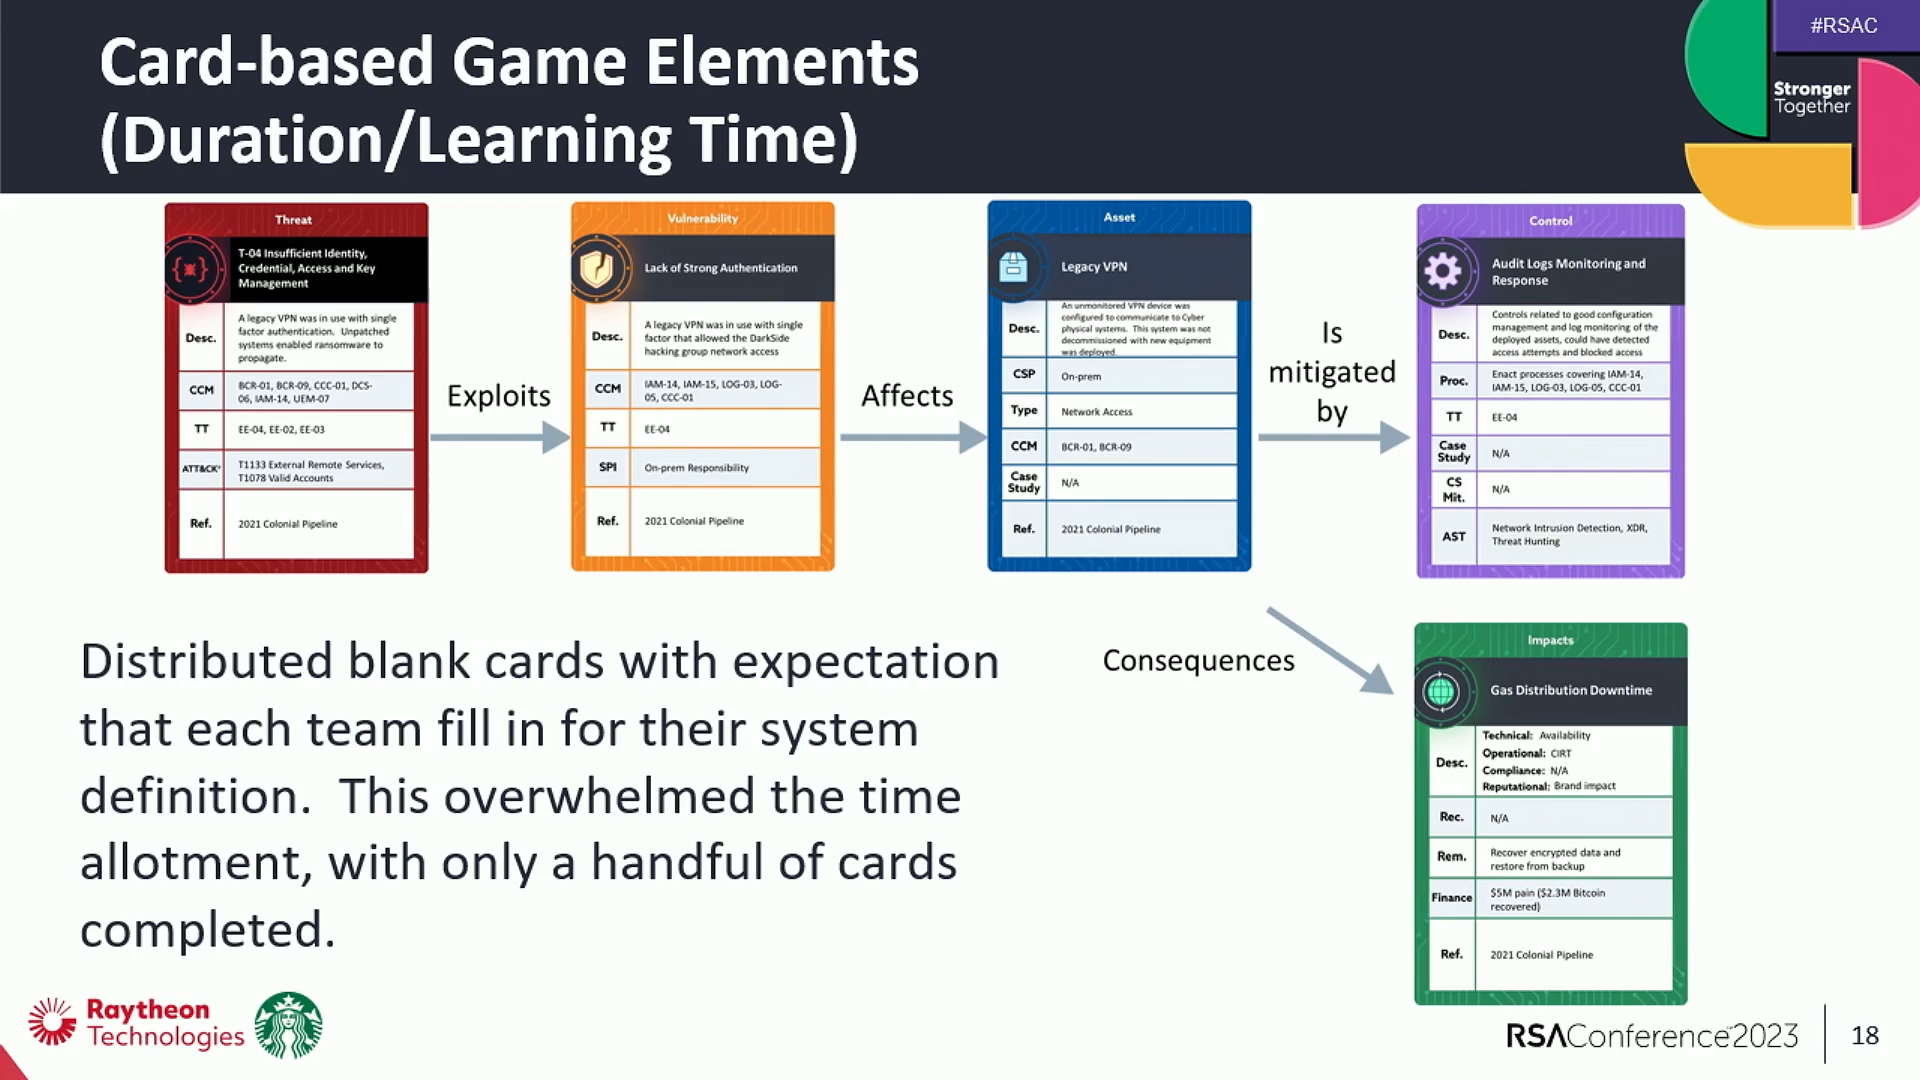 Card-based Game Elements
(Duration/Learning Time)
#RSAC
Stronger
Together
Threat
T-04 Insufficient Identity,
Credential, Access and Key
Management
Desc.
A legacy VPN was in use with single
factor authentication.  Unpatched
systems enabled ransomware to
propagate.
CCM
BCR-01, BCR-09, CCC-01, DCS-
06, IAM-14, UEM-07
TT
EE-04, EE-02, EE-03
ATT&CK®
T1133 External Remote Services,
T1078 Valid Accounts
Ref.
2021 Colonial Pipeline
Exploits
Vulnerability
Lack of Strong Authentication
Desc.
A legacy VPN was in use with single
factor that allowed the DarkSide
hacking group network access
CCM
IAM-14, IAM-15, LOG-03, LOG-
05, CCC-01
TT
EE-04
SPI
On-prem Responsibility
Ref.
2021 Colonial Pipeline
Affects
Asset
Legacy VPN
Desc.
An unmonitored VPN device was
configured to communicate to Cyber
physical systems.  This system was not
decommissioned with new equipment
was deployed.
CSP
On-prem
Type
Network Access
CCM
BCR-01, BCR-09
Case
Study
N/A
Ref.
2021 Colonial Pipeline
Is
mitigated
by
Control
Audit Logs Monitoring and
Response
Desc.
Controls related to good configuration
management and log monitoring of the
deployed assets, could have detected
access attempts and blocked access
Proc.
Enact processes covering IAM-14,
IAM-15, LOG-03, LOG-05, CCC-01
TT
EE-04
Case
Study
N/A
CS
Mit.
N/A
AST
Network Intrusion Detection, XDR,
Threat Hunting
Consequences
Impacts
Gas Distribution Downtime
Desc.
Technical:  Availability
Operational:  CIRT
Compliance:  N/A
Reputational:  Brand impact
Rec.
N/A
Rem.
Recover encrypted data and
restore from backup
Finance
$5M pain ($2.3M Bitcoin
recovered)
Ref.
2021 Colonial Pipeline
Distributed blank cards with expectation
that each team fill in for their system
definition.  This overwhelmed the time
allotment, with only a handful of cards
completed.
Raytheon
Technologies
RSAConference™2023
18